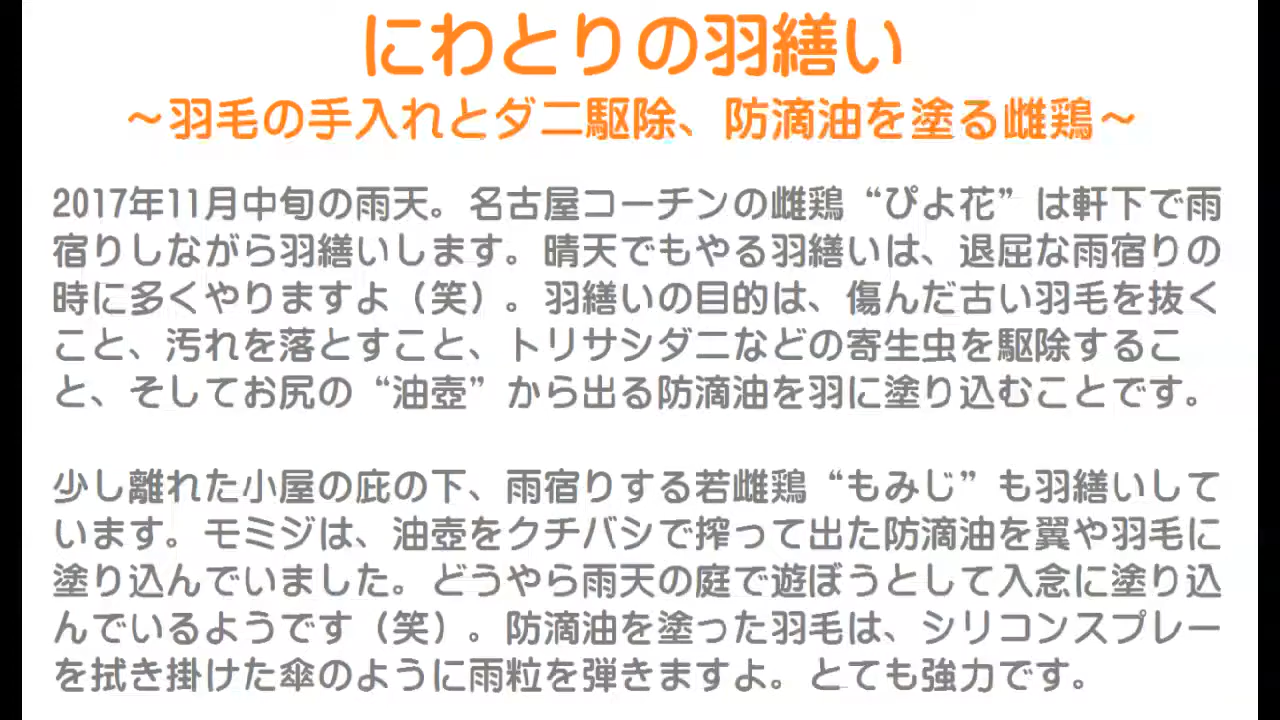 にわとりの羽繕い
～羽毛の手入れとダニ駆除、防滴油を塗る雌鶏～
2017年11月中旬の雨天。名古屋コーチンの雌鶏“ぴよ花”は軒下で雨
宿りしながら羽繕いします。晴天でもやる羽繕いは、退屈な雨宿りの
時に多くやりますよ（笑）。羽繕いの目的は、傷んだ古い羽毛を抜く
こと、汚れを落とすこと、トリサシダニなどの寄生虫を駆除するこ
と、そしてお尻の“油壺”から出る防滴油を羽に塗り込むことです。
少し離れた小屋の庇の下、雨宿りする若雌鶏“もみじ”も羽繕いして
います。モミジは、油壺をクチバシで搾って出た防滴油を翼や羽毛に
塗り込んでいました。どうやら雨天の庭で遊ぼうとして入念に塗り込
んでいるようです（笑）。防滴油を塗った羽毛は、シリコンスプレー
を拭き掛けた傘のように雨粒を弾きますよ。とても強力です。